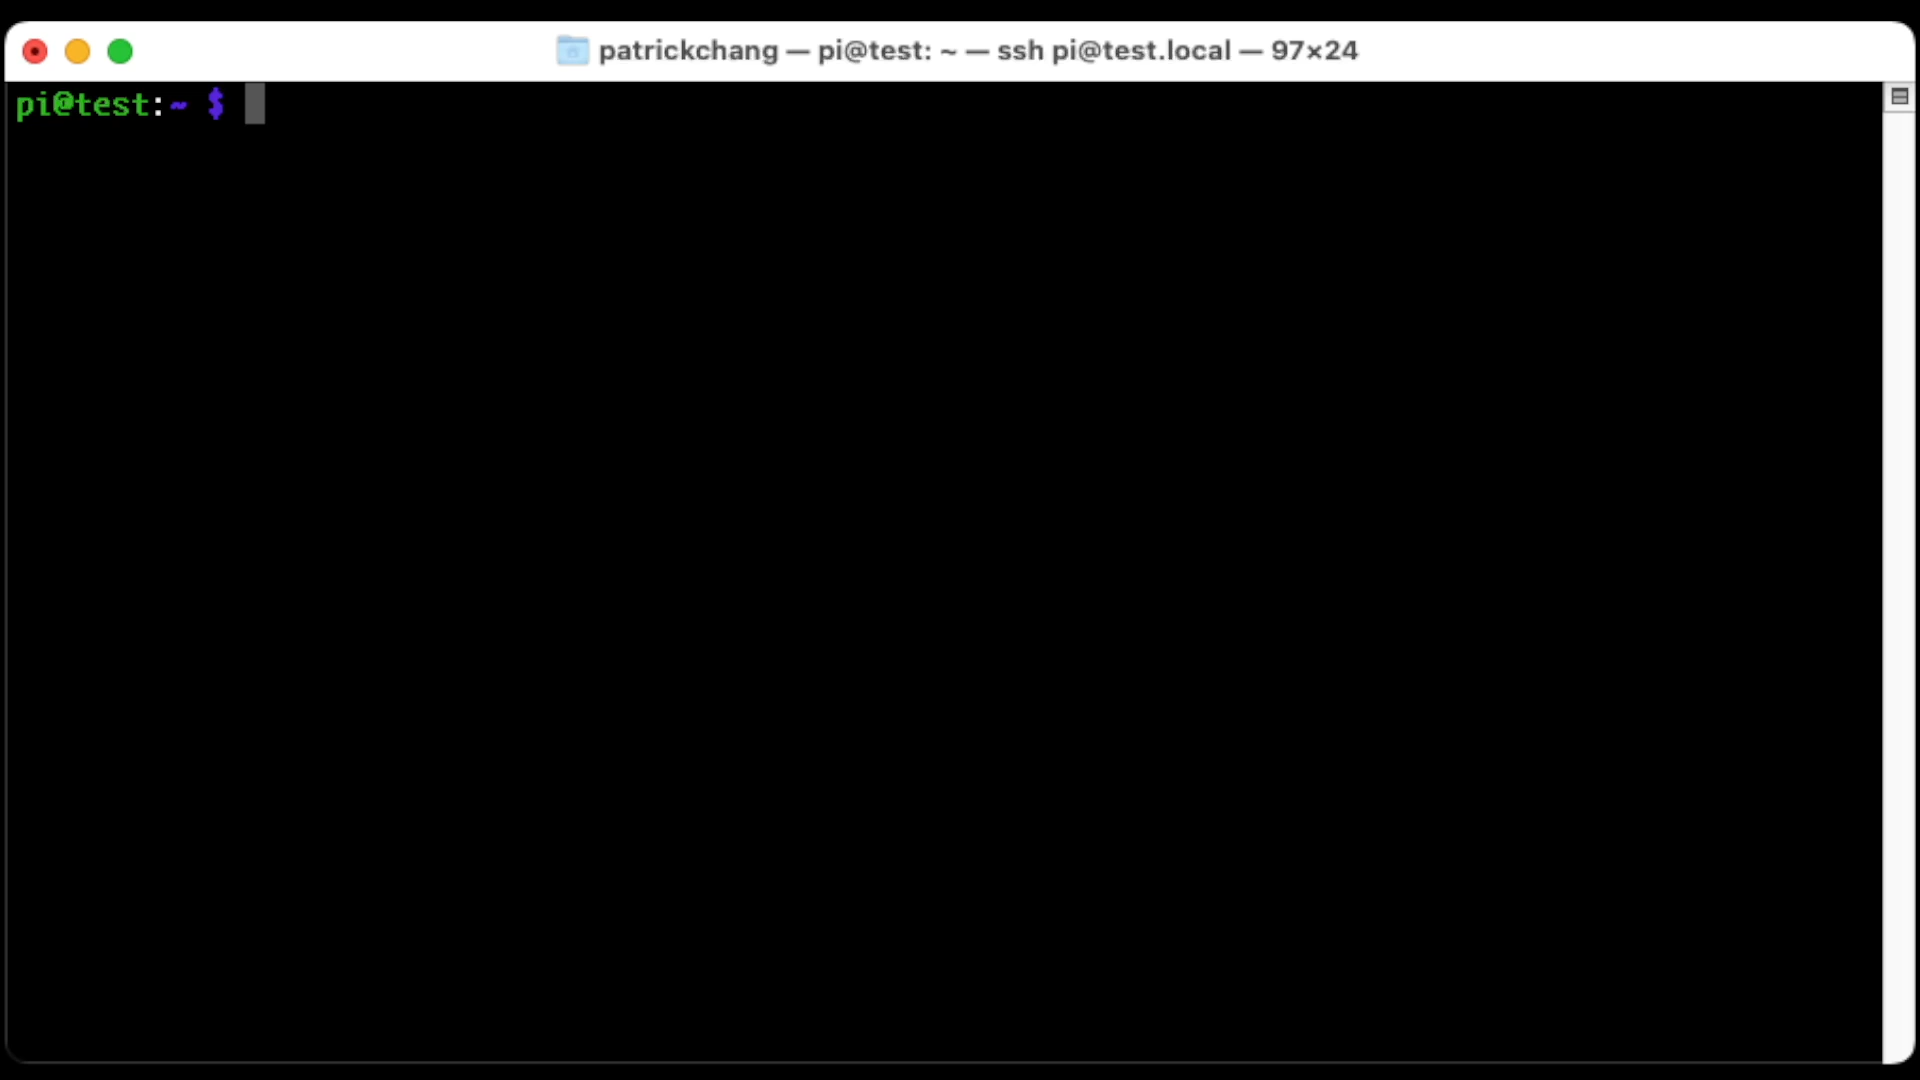 patrickchang — pi@test: ~ — ssh pi@test.local — 97×24
pi@test:~ $